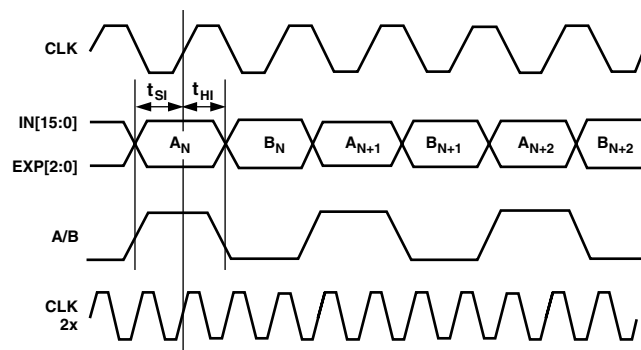 CLK
t_SI t_HI
IN[15:0]
EXP[2:0]
A_N B_N A_N+1 B_N+1 A_N+2 B_N+2
A/B
CLK
2x